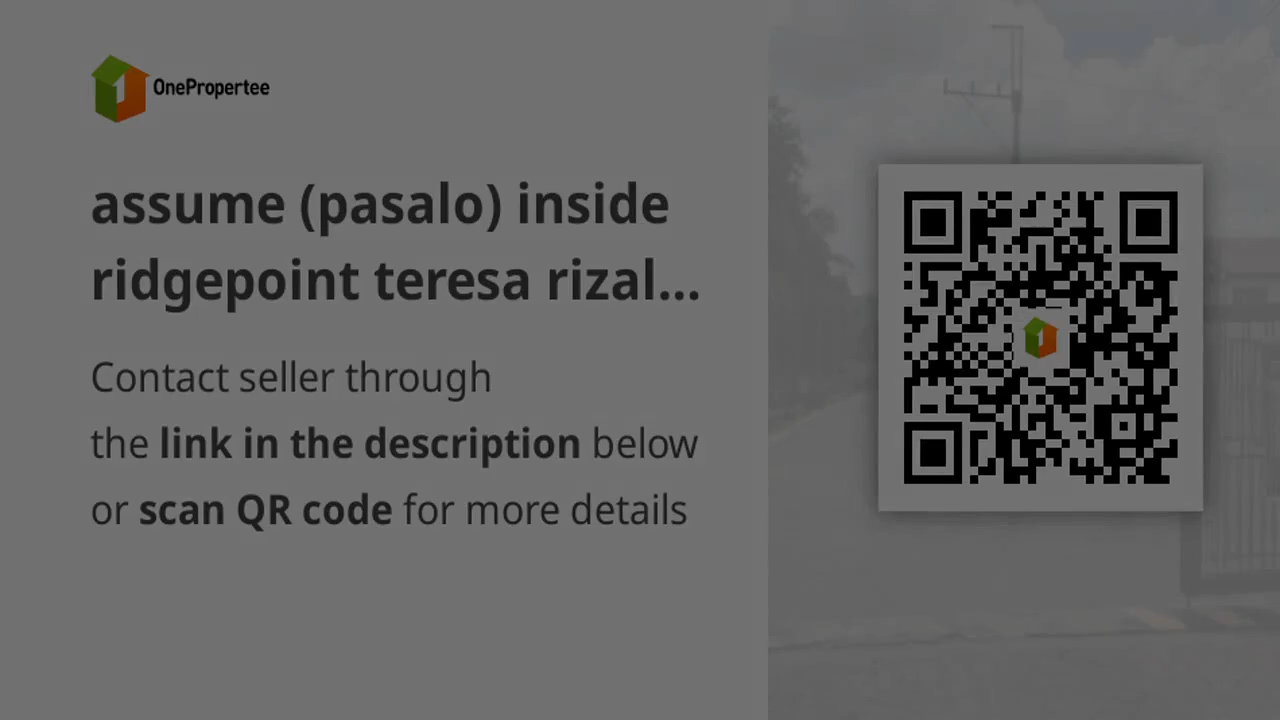 OnePropertee
assume (pasalo) inside
ridgepoint teresa rizal...
Contact seller through
the link in the description below
or scan QR code for more details